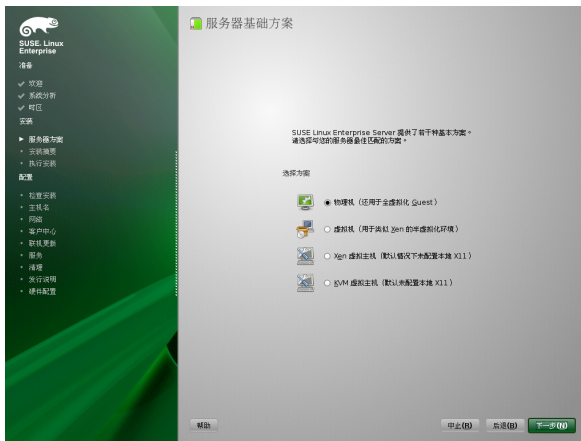 SUSE. Linux
Enterprise
准备
欢迎
系统分析
时区
安装
服务器方案
安装摘要
执行安装
配置
检查安装
主机名
网络
客户中心
联机更新
服务
清理
发行说明
硬件配置
服务器基础方案
SUSE Linux Enterprise Server 提供了若干种基本方案。
请选择与您的服务器最佳匹配的方案。
选择方案
物理机（还用于全虚拟化 Guest）
虚拟机（用于类似 Xen 的半虚拟化环境）
Xen 虚拟主机（默认情况下未配置本地 X11）
KVM 虚拟主机（默认未配置本地 X11）
帮助
中止(R)
后退(B)
下一步(N)